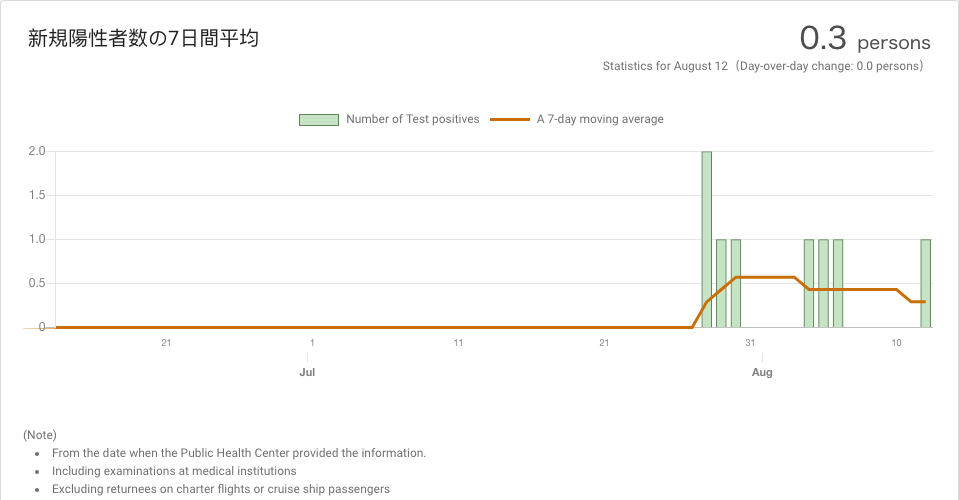 新規陽性者数の7日間平均
0.3 persons
Statistics for August 12（Day-over-day change: 0.0 persons）
Number of Test positives
A 7-day moving average
2.0
1.5
1.0
0.5
0
21
1
11
21
31
10
Jul
Aug
(Note)
From the date when the Public Health Center provided the information.
Including examinations at medical institutions
Excluding returnees on charter flights or cruise ship passengers